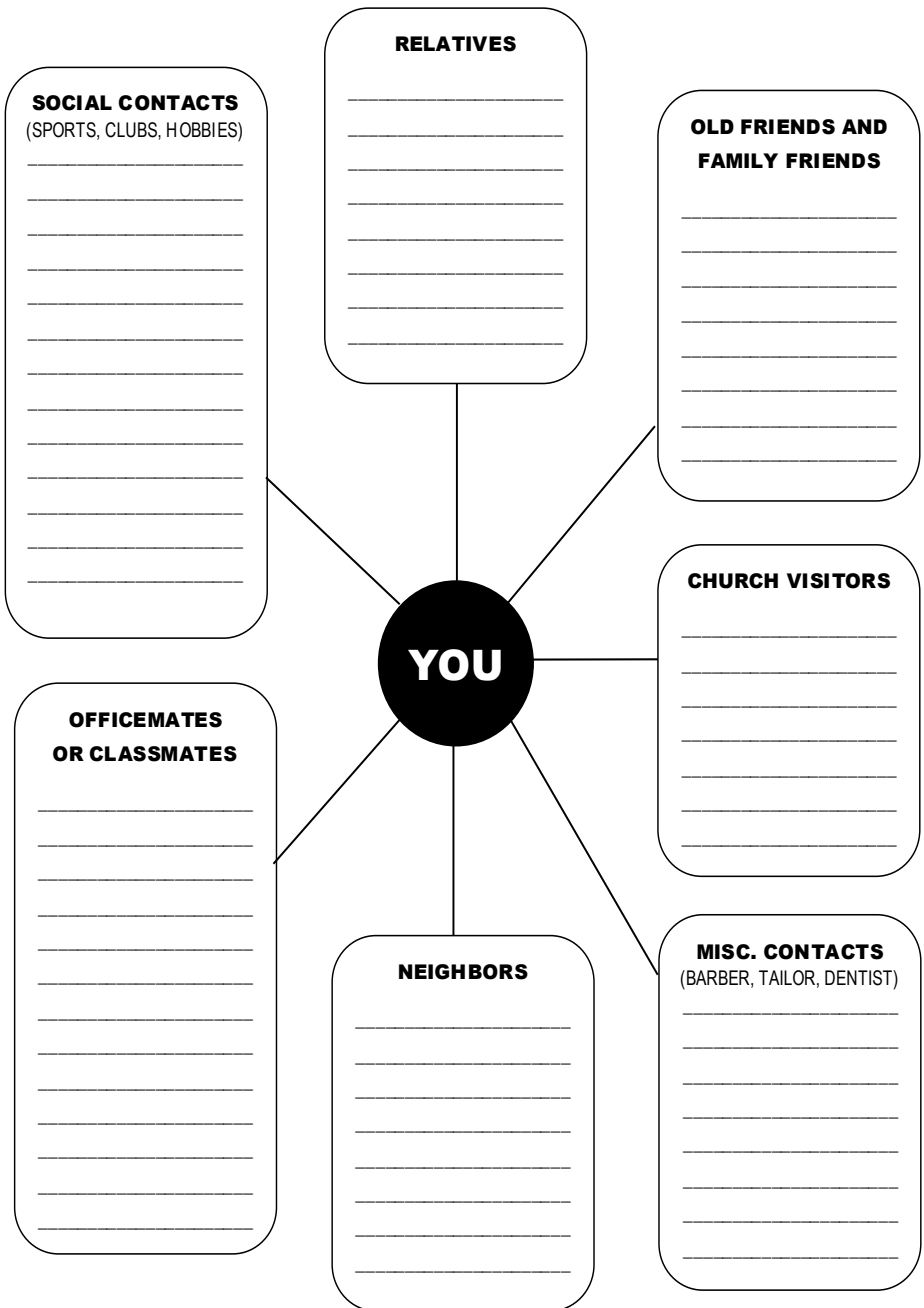 RELATIVES
SOCIAL CONTACTS
(SPORTS, CLUBS, HOBBIES)
OLD FRIENDS AND
FAMILY FRIENDS
CHURCH VISITORS
YOU
OFFICEMATES
OR CLASSMATES
NEIGHBORS
MISC. CONTACTS
(BARBER, TAILOR, DENTIST)